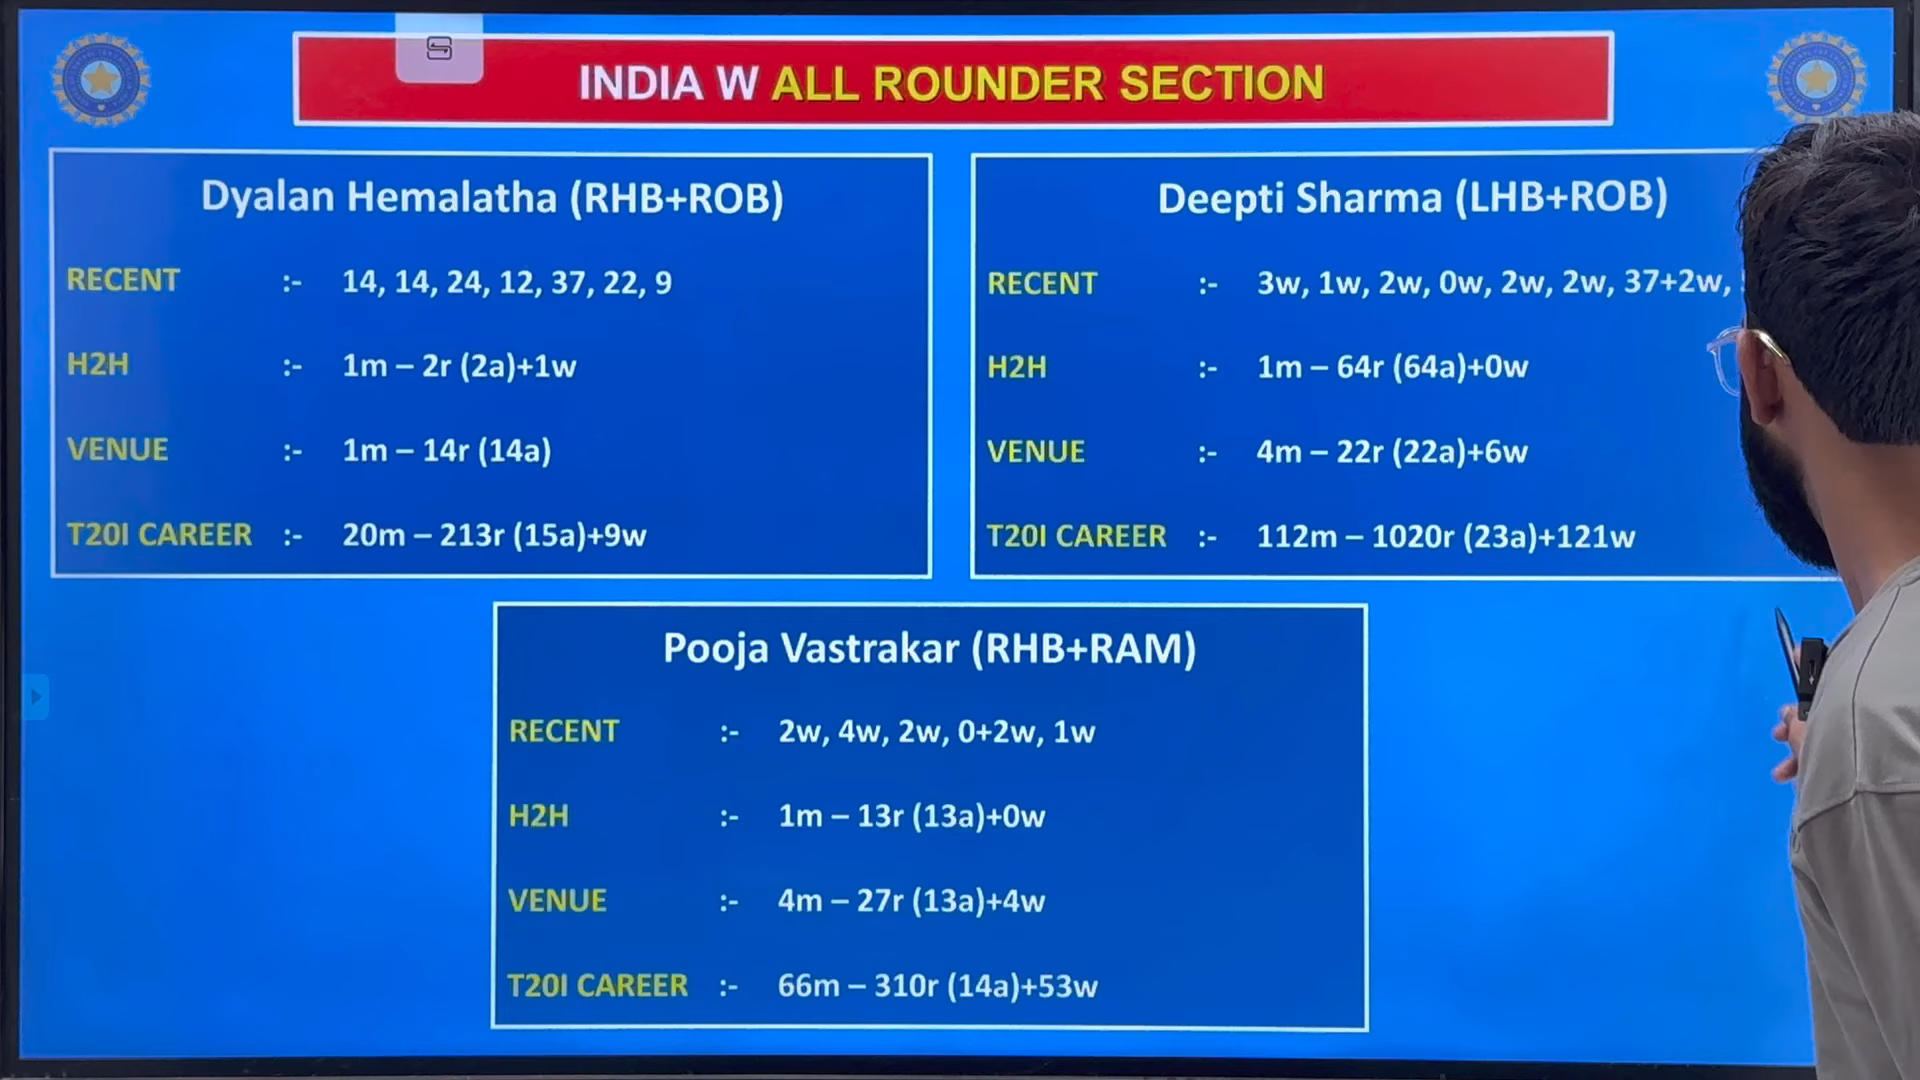 INDIA W ALL ROUNDER SECTION
Dyalan Hemalatha (RHB+ROB)
RECENT :- 14, 14, 24, 12, 37, 22, 9
H2H :- 1m – 2r (2a)+1w
VENUE :- 1m – 14r (14a)
T20I CAREER :- 20m – 213r (15a)+9w
Deepti Sharma (LHB+ROB)
RECENT :- 3w, 1w, 2w, 0w, 2w, 2w, 37+2w,
H2H :- 1m – 64r (64a)+0w
VENUE :- 4m – 22r (22a)+6w
T20I CAREER :- 112m – 1020r (23a)+121w
Pooja Vastrakar (RHB+RAM)
RECENT :- 2w, 4w, 2w, 0+2w, 1w
H2H :- 1m – 13r (13a)+0w
VENUE :- 4m – 27r (13a)+4w
T20I CAREER :- 66m – 310r (14a)+53w